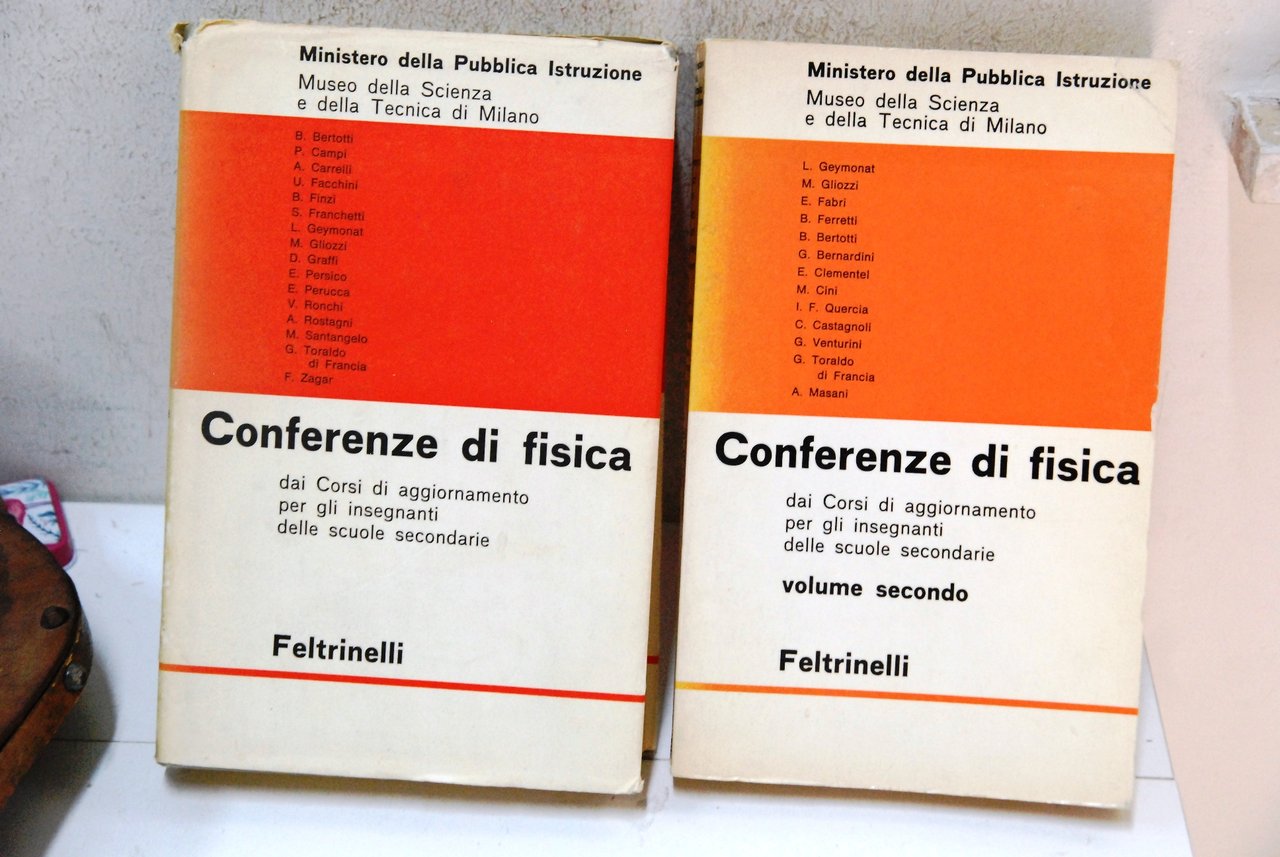 Ministero della Pubblica Istruzione
Museo della Scienza
e della Tecnica di Milano
B. Bertotti
P. Campi
A. Carrelli
U. Facchini
B. Finzi
S. Franchetti
L. Geymonat
M. Gliozzi
D. Graffi
E. Persico
E. Perucca
V. Ronchi
A. Rostagni
M. Santangelo
G. Toraldo
di Francia
F. Zagar
Conferenze di fisica
dai Corsi di aggiornamento
per gli insegnanti
delle scuole secondarie
Feltrinelli
Ministero della Pubblica Istruzione
Museo della Scienza
e della Tecnica di Milano
L. Geymonat
M. Gliozzi
E. Fabri
B. Ferretti
B. Bertotti
G. Bernardini
E. Clementel
M. Cini
I. F. Quercia
C. Castagnoli
G. Venturini
G. Toraldo
di Francia
A. Masani
Conferenze di fisica
dai Corsi di aggiornamento
per gli insegnanti
delle scuole secondarie
volume secondo
Feltrinelli